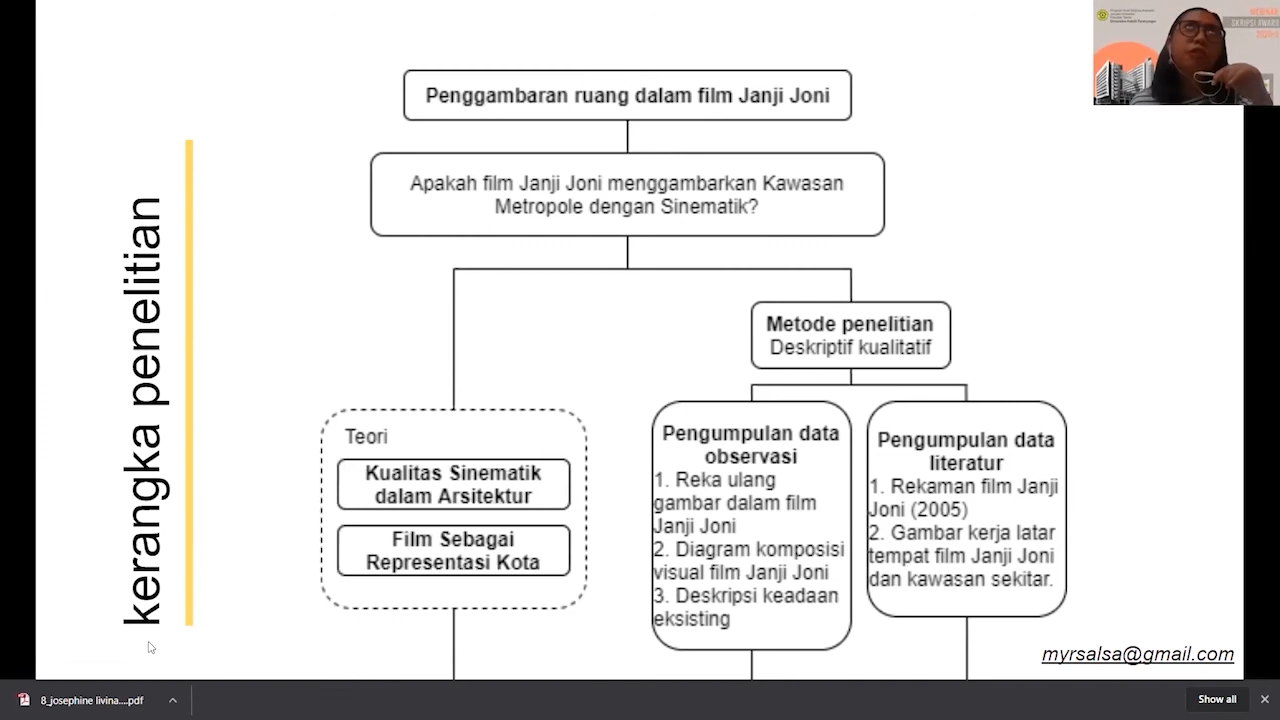 kerangka penelitian
Penggambaran ruang dalam film Janji Joni
Apakah film Janji Joni menggambarkan Kawasan
Metropole dengan Sinematik?
Metode penelitian
Deskriptif kualitatif
Teori
Kualitas Sinematik
dalam Arsitektur
Film Sebagai
Representasi Kota
Pengumpulan data
observasi
1. Reka ulang
gambar dalam film
Janji Joni
2. Diagram komposisi
visual film Janji Joni
3. Deskripsi keadaan
eksisting
Pengumpulan data
literatur
1. Rekaman film Janji
Joni (2005)
2. Gambar kerja latar
tempat film Janji Joni
dan kawasan sekitar.
myrsalsa@gmail.com
WEBINAR
SKRIPSI AWARD
8_josephine livina....pdf
Show all